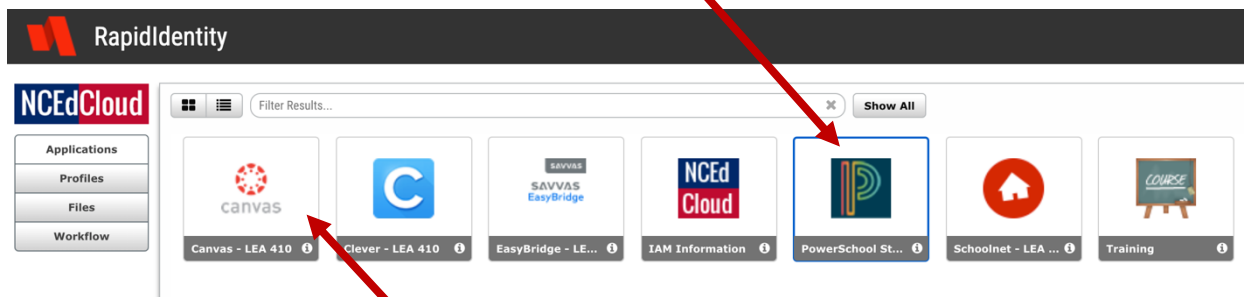 RapidIdentity
NCEdCloud
Filter Results...
Show All
Applications
Profiles
Files
Workflow
canvas
Canvas - LEA 410
C
Clever - LEA 410
savvas
SAVVAS
EasyBridge
EasyBridge - LE...
NCEd
Cloud
IAM Information
PowerSchool St...
Schoolnet - LEA ...
COURSE
Training